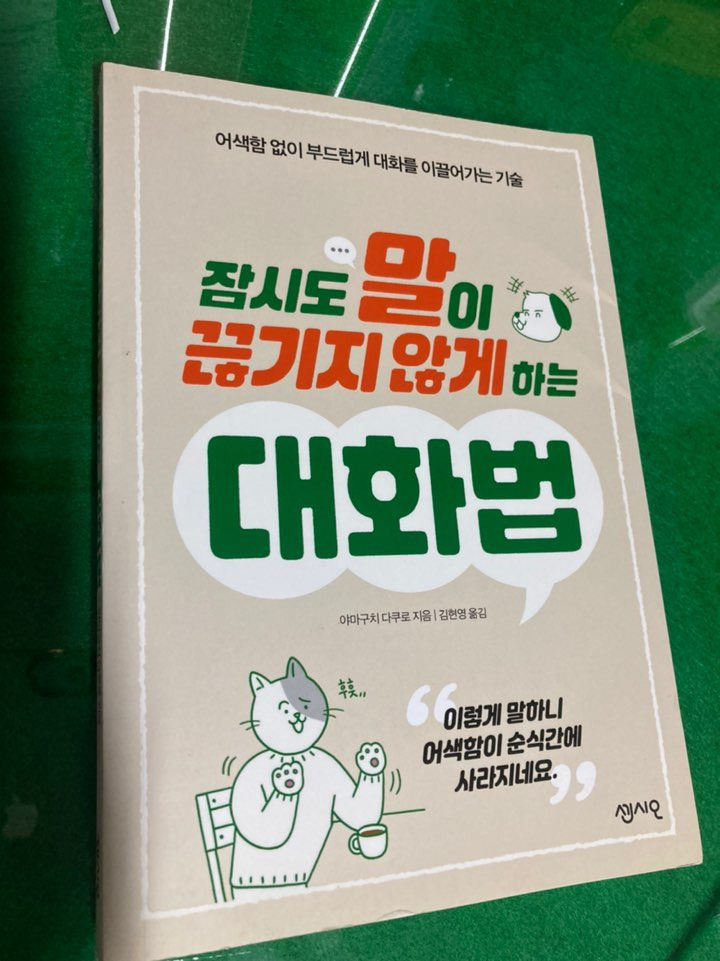 어색함 없이 부드럽게 대화를 이끌어가는 기술
잠시도 말이
끊기지 않게 하는
대화법
야마구치 다쿠로 지음 | 김현영 옮김
후훗,,
“이렇게 말하니
어색함이 순식간에
사라지네요.”
센시오